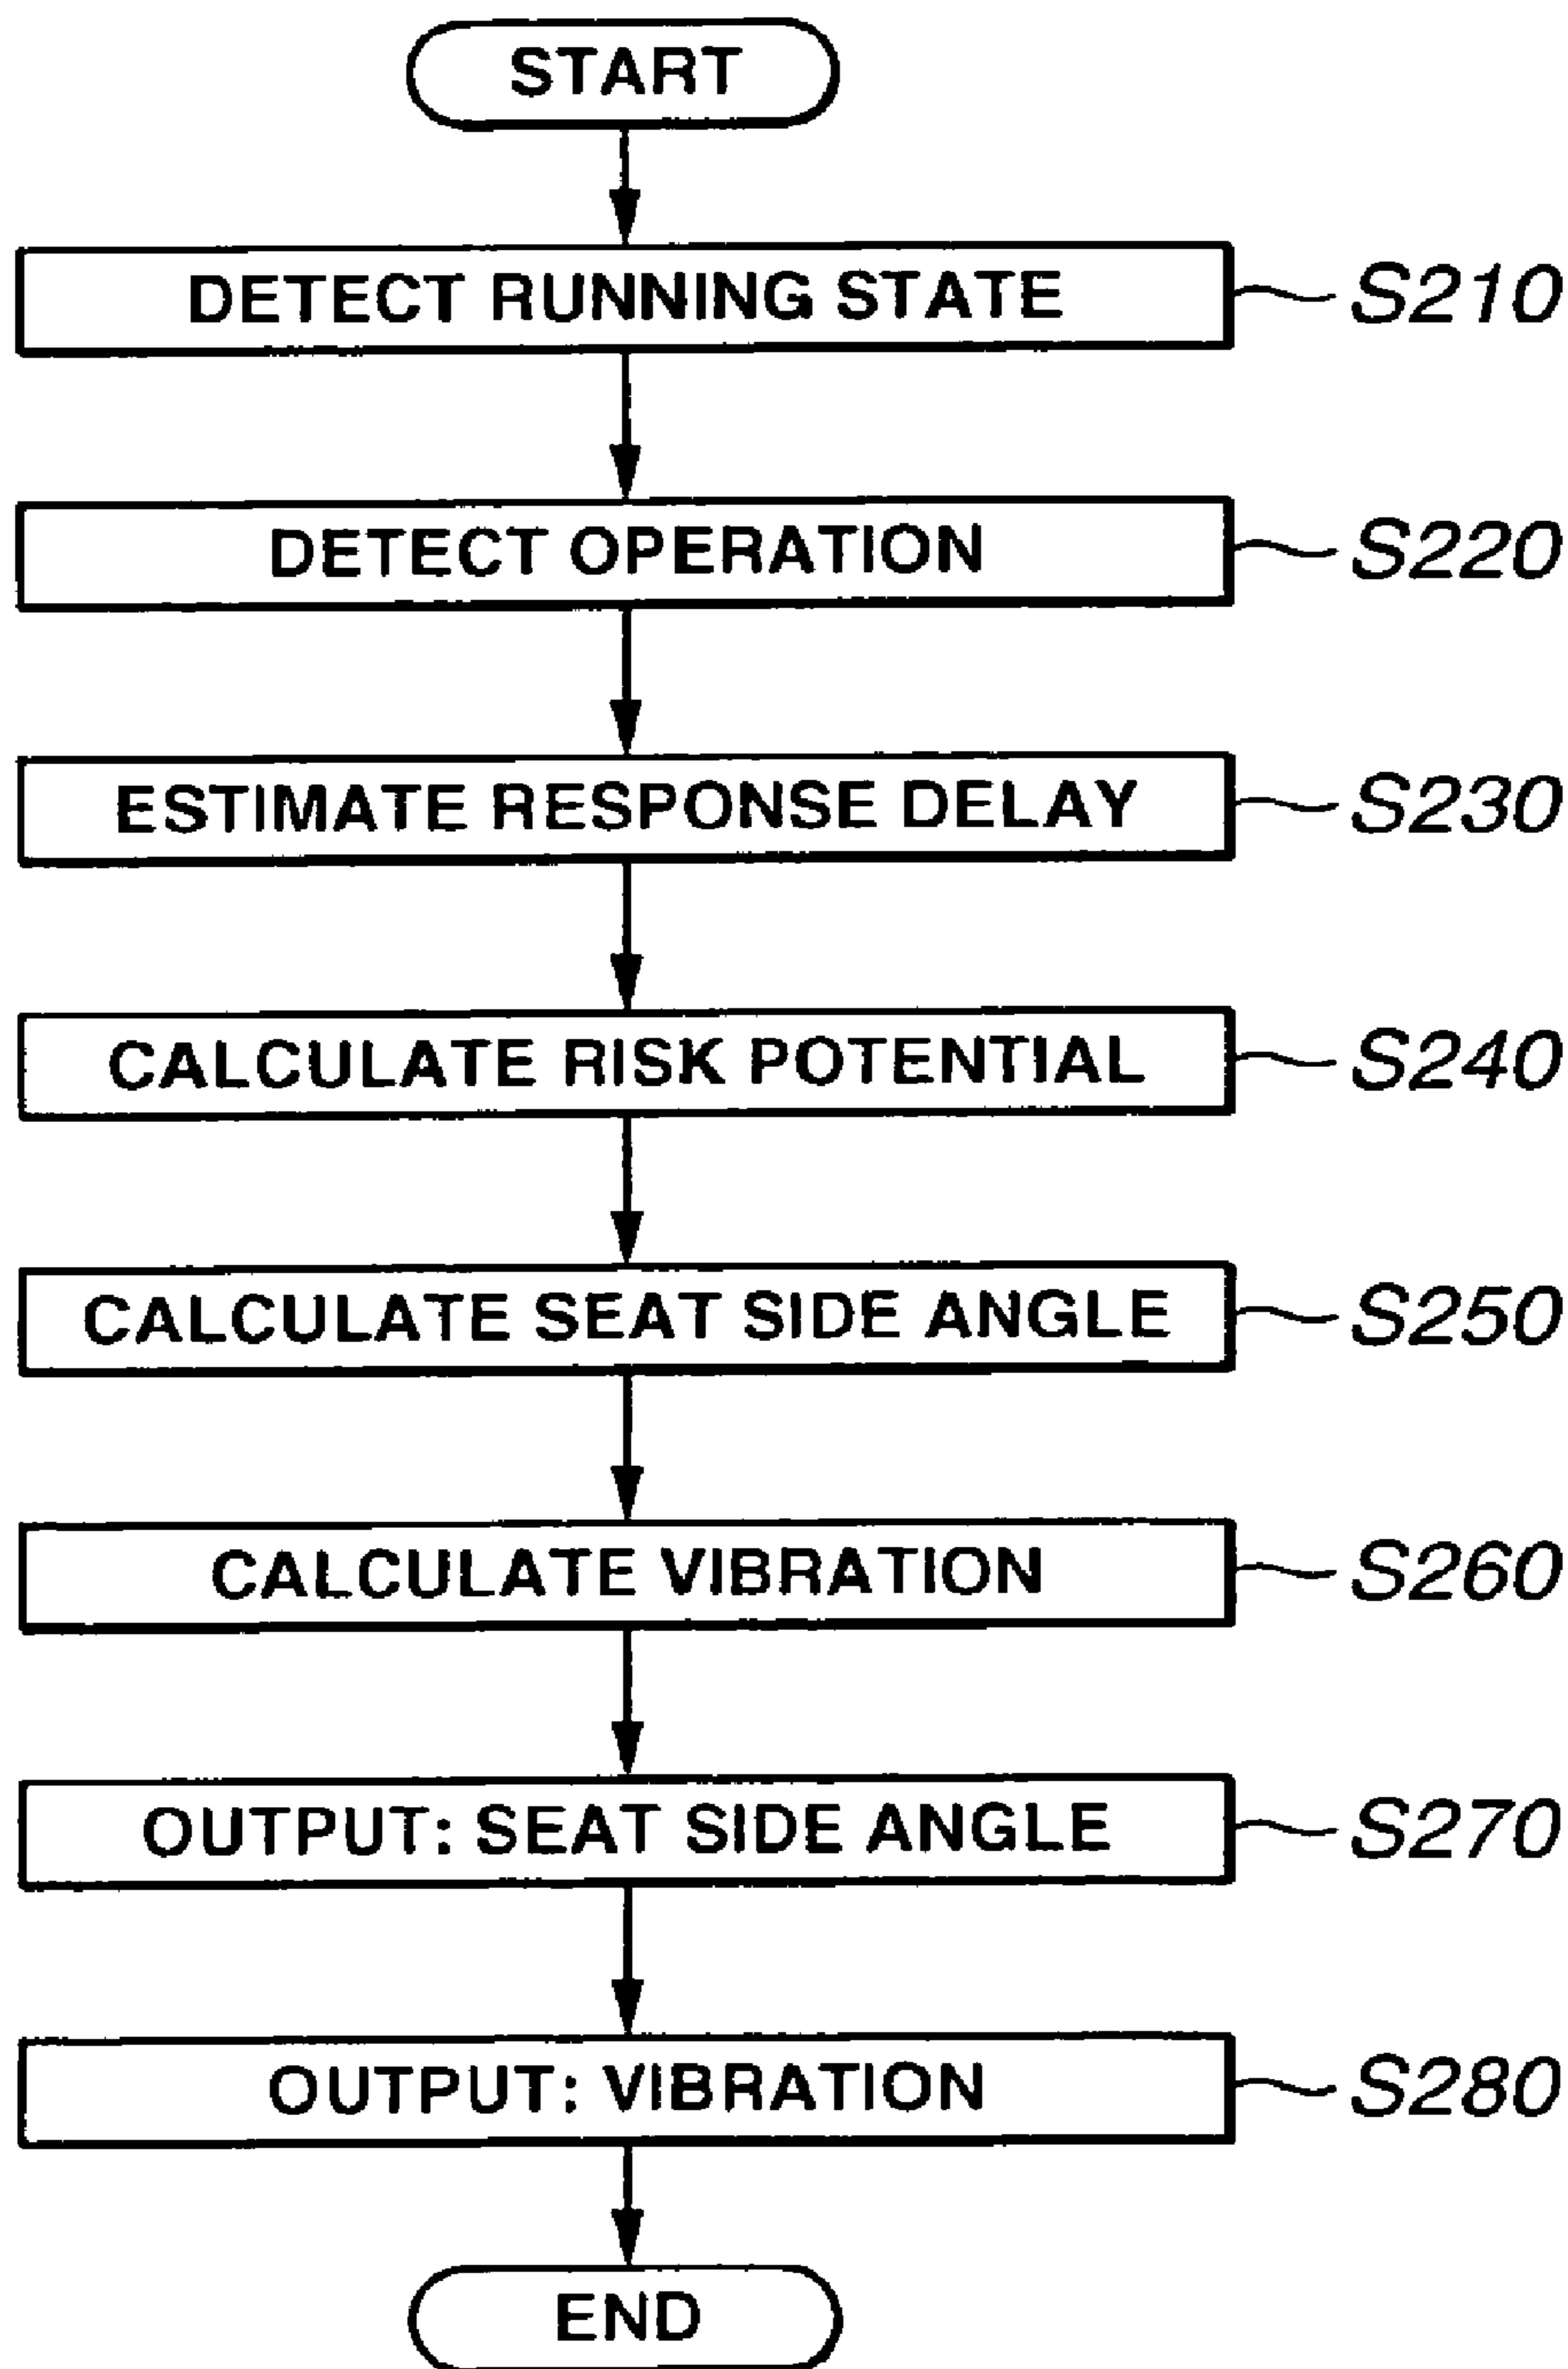 START
DETECT RUNNING STATE S210
DETECT OPERATION S220
ESTIMATE RESPONSE DELAY S230
CALCULATE RISK POTENTIAL S240
CALCULATE SEAT SIDE ANGLE S250
CALCULATE VIBRATION S260
OUTPUT: SEAT SIDE ANGLE S270
OUTPUT: VIBRATION S280
END